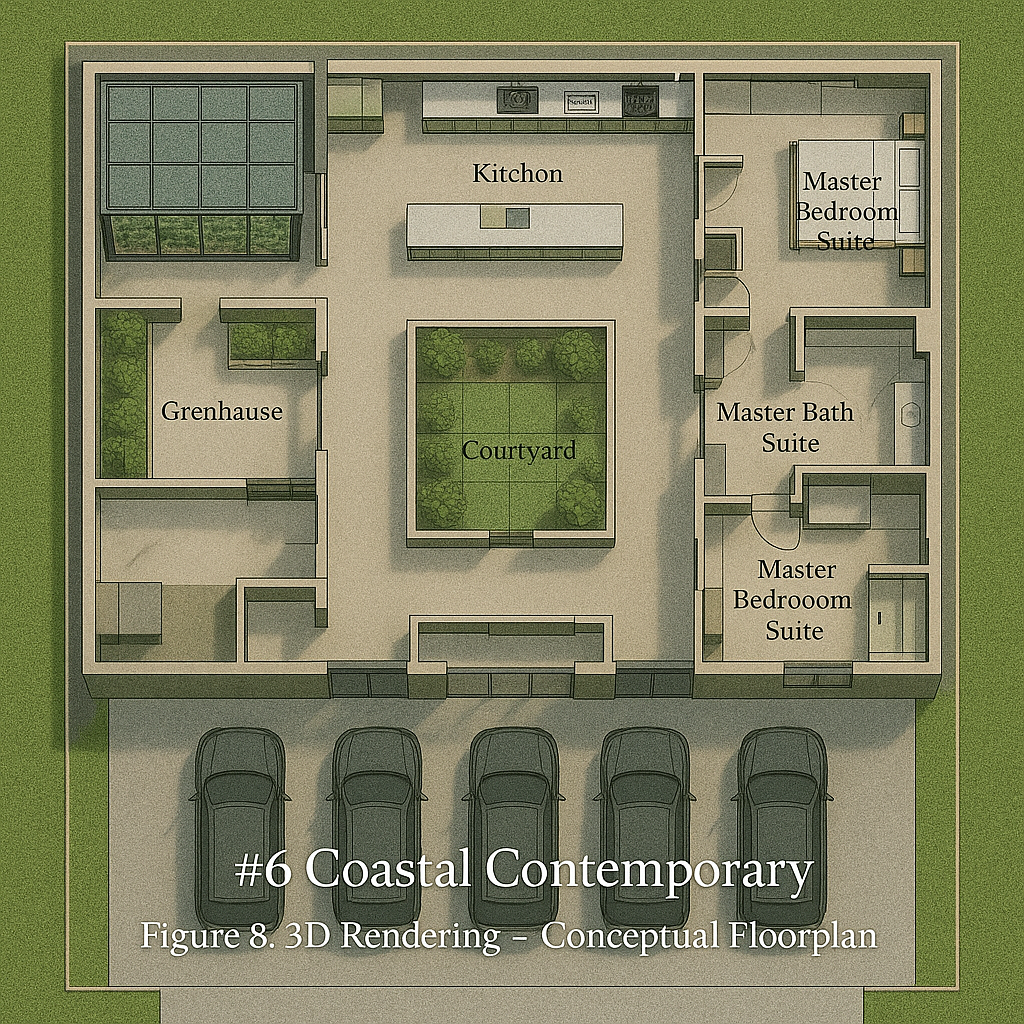 Kitchon
Master
Bedroom
Suite
Grenhause
Courtyard
Master Bath
Suite
Master
Bedrooom
Suite
#6 Coastal Contemporary
Figure 8. 3D Rendering – Conceptual Floorplan